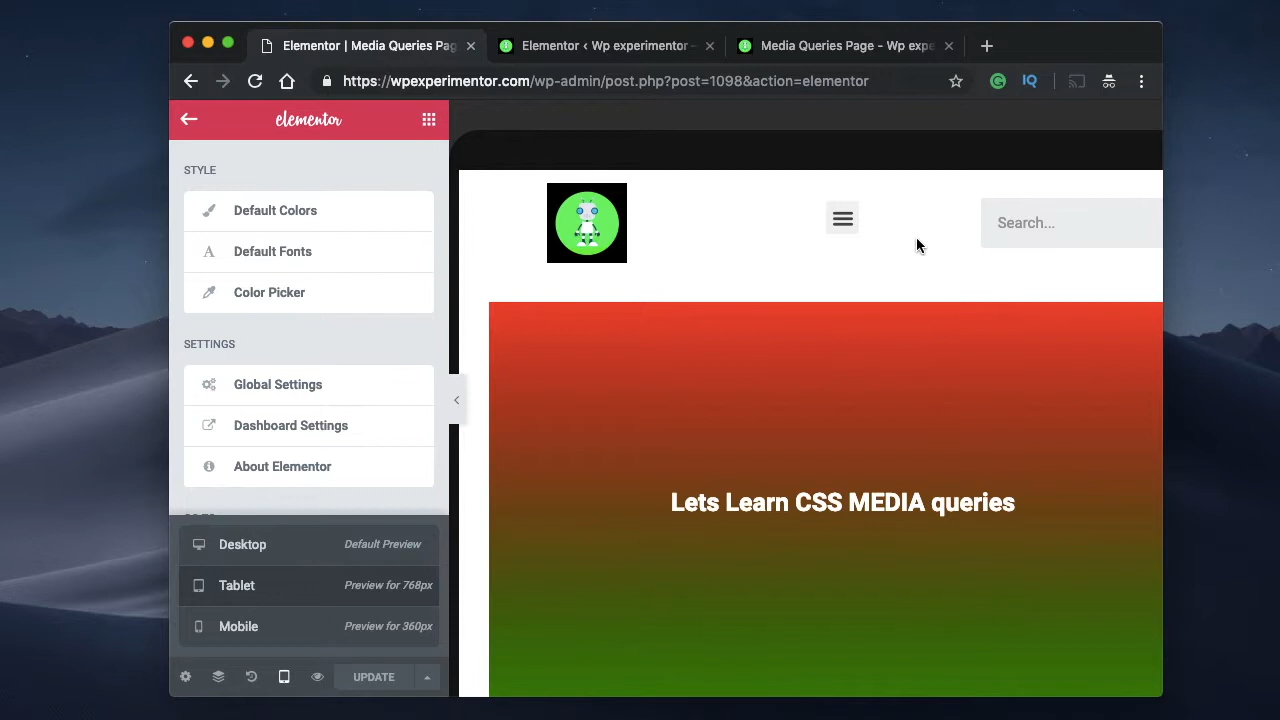 Elementor | Media Queries Pag
Elementor ‹ Wp experimentor –
Media Queries Page - Wp expe
https://wpexperimentor.com/wp-admin/post.php?post=1098&action=elementor
IQ
elementor
STYLE
Default Colors
A Default Fonts
Color Picker
SETTINGS
Global Settings
Dashboard Settings
About Elementor
Desktop Default Preview
Tablet Preview for 768px
Mobile Preview for 360px
UPDATE
Search...
Lets Learn CSS MEDIA queries